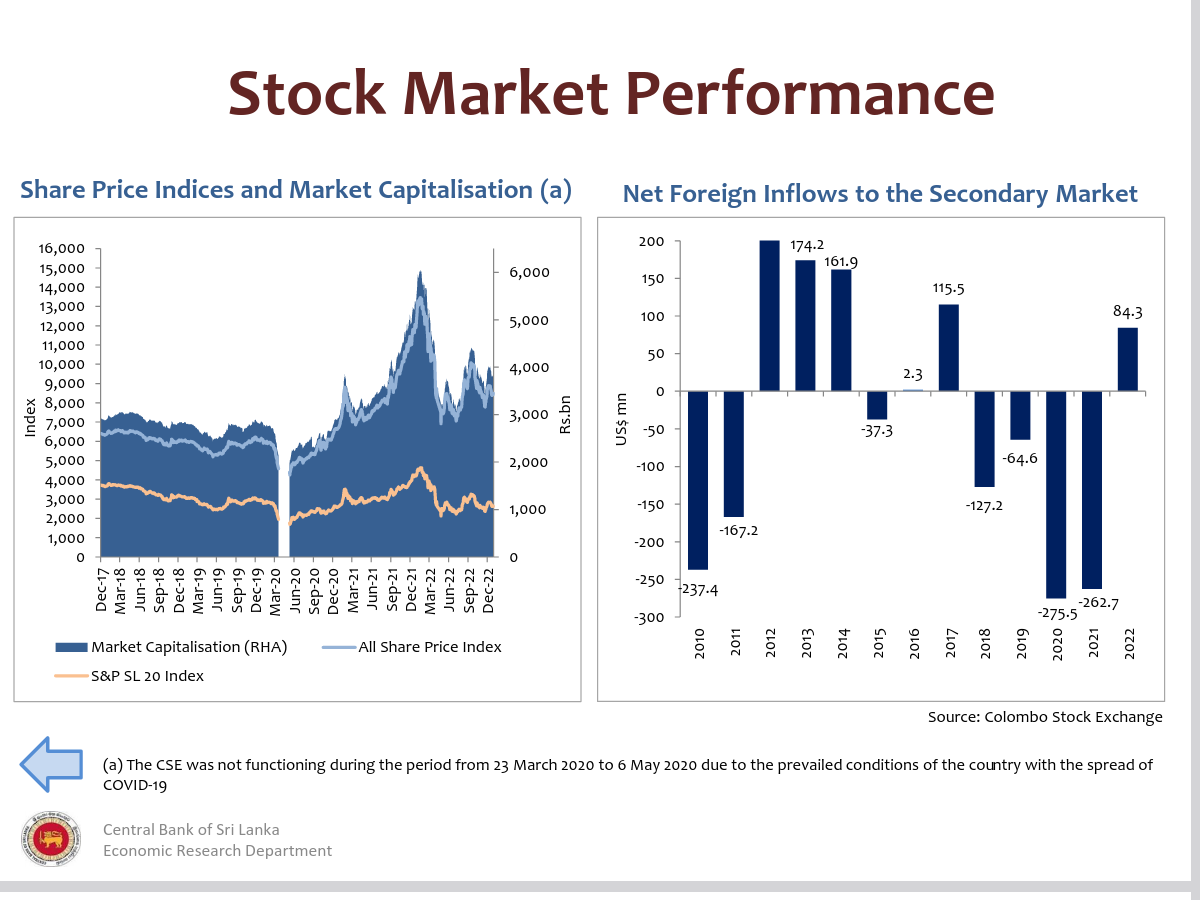 Stock Market Performance
Share Price Indices and Market Capitalisation (a)
16,000
15,000
14,000
13,000
12,000
11,000
10,000
9,000
8,000
7,000
6,000
5,000
4,000
3,000
2,000
1,000
0
Index
6,000
5,000
4,000
3,000
2,000
1,000
0
Rs.bn
Dec-17
Mar-18
Jun-18
Sep-18
Dec-18
Mar-19
Jun-19
Sep-19
Dec-19
Mar-20
Jun-20
Sep-20
Dec-20
Mar-21
Jun-21
Sep-21
Dec-21
Mar-22
Jun-22
Sep-22
Dec-22
Market Capitalisation (RHA)
All Share Price Index
S&P SL 20 Index
Net Foreign Inflows to the Secondary Market
200
150
100
50
0
-50
-100
-150
-200
-250
-300
US$ mn
-237.4
-167.2
174.2
161.9
-37.3
2.3
115.5
-127.2
-64.6
-275.5
-262.7
84.3
2010
2011
2012
2013
2014
2015
2016
2017
2018
2019
2020
2021
2022
Source: Colombo Stock Exchange
(a) The CSE was not functioning during the period from 23 March 2020 to 6 May 2020 due to the prevailed conditions of the country with the spread of
COVID-19
Central Bank of Sri Lanka
Economic Research Department